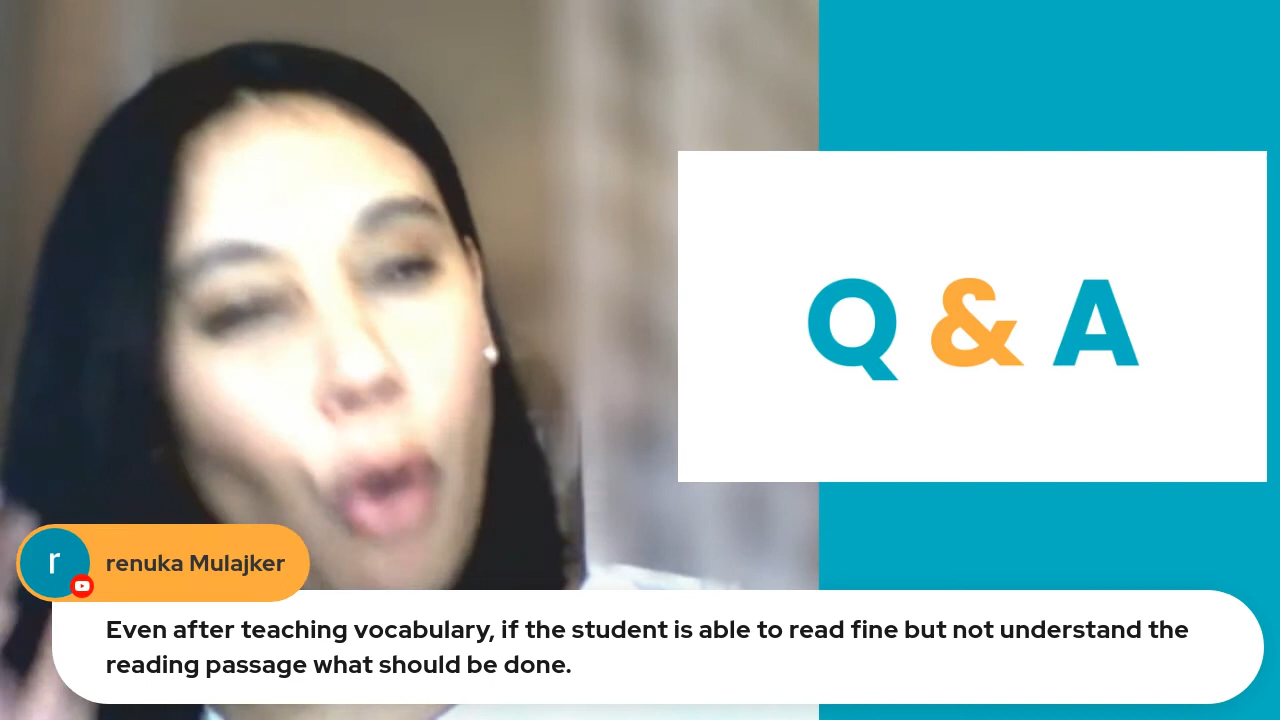 Q & A
r
renuka Mulajker
Even after teaching vocabulary, if the student is able to read fine but not understand the
reading passage what should be done.